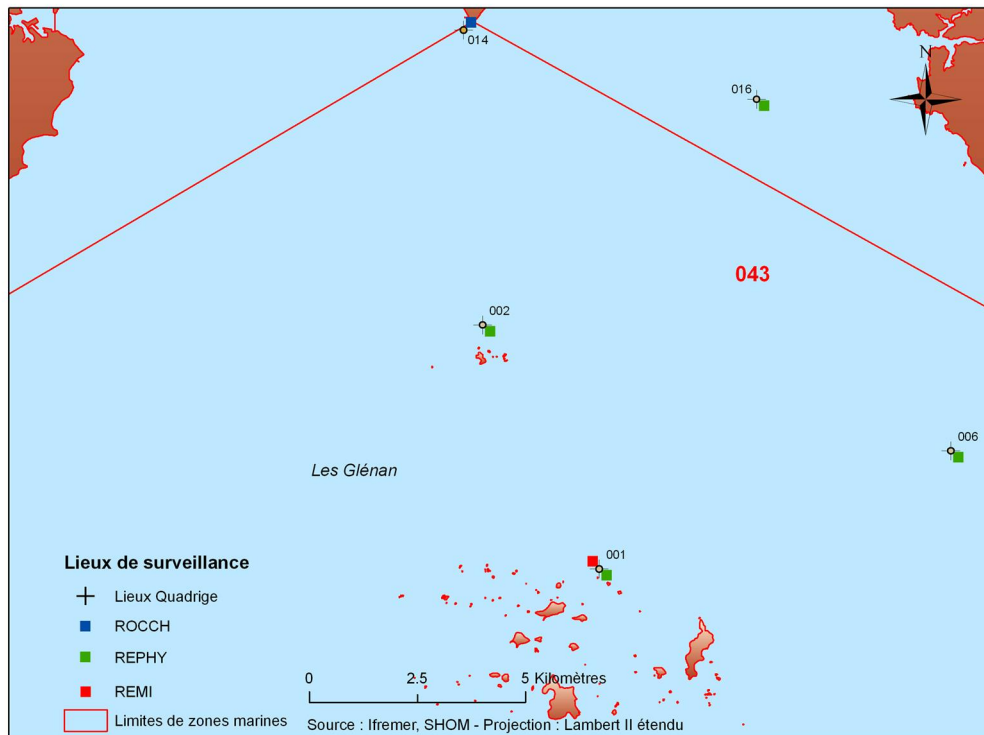 014
N
016
043
002
006
Les Glénan
001
Lieux de surveillance
Lieux Quadrige
ROCCH
REPHY
REMI
Limites de zones marines
0 2.5 5 Kilomètres
Source : Ifremer, SHOM - Projection : Lambert II étendu